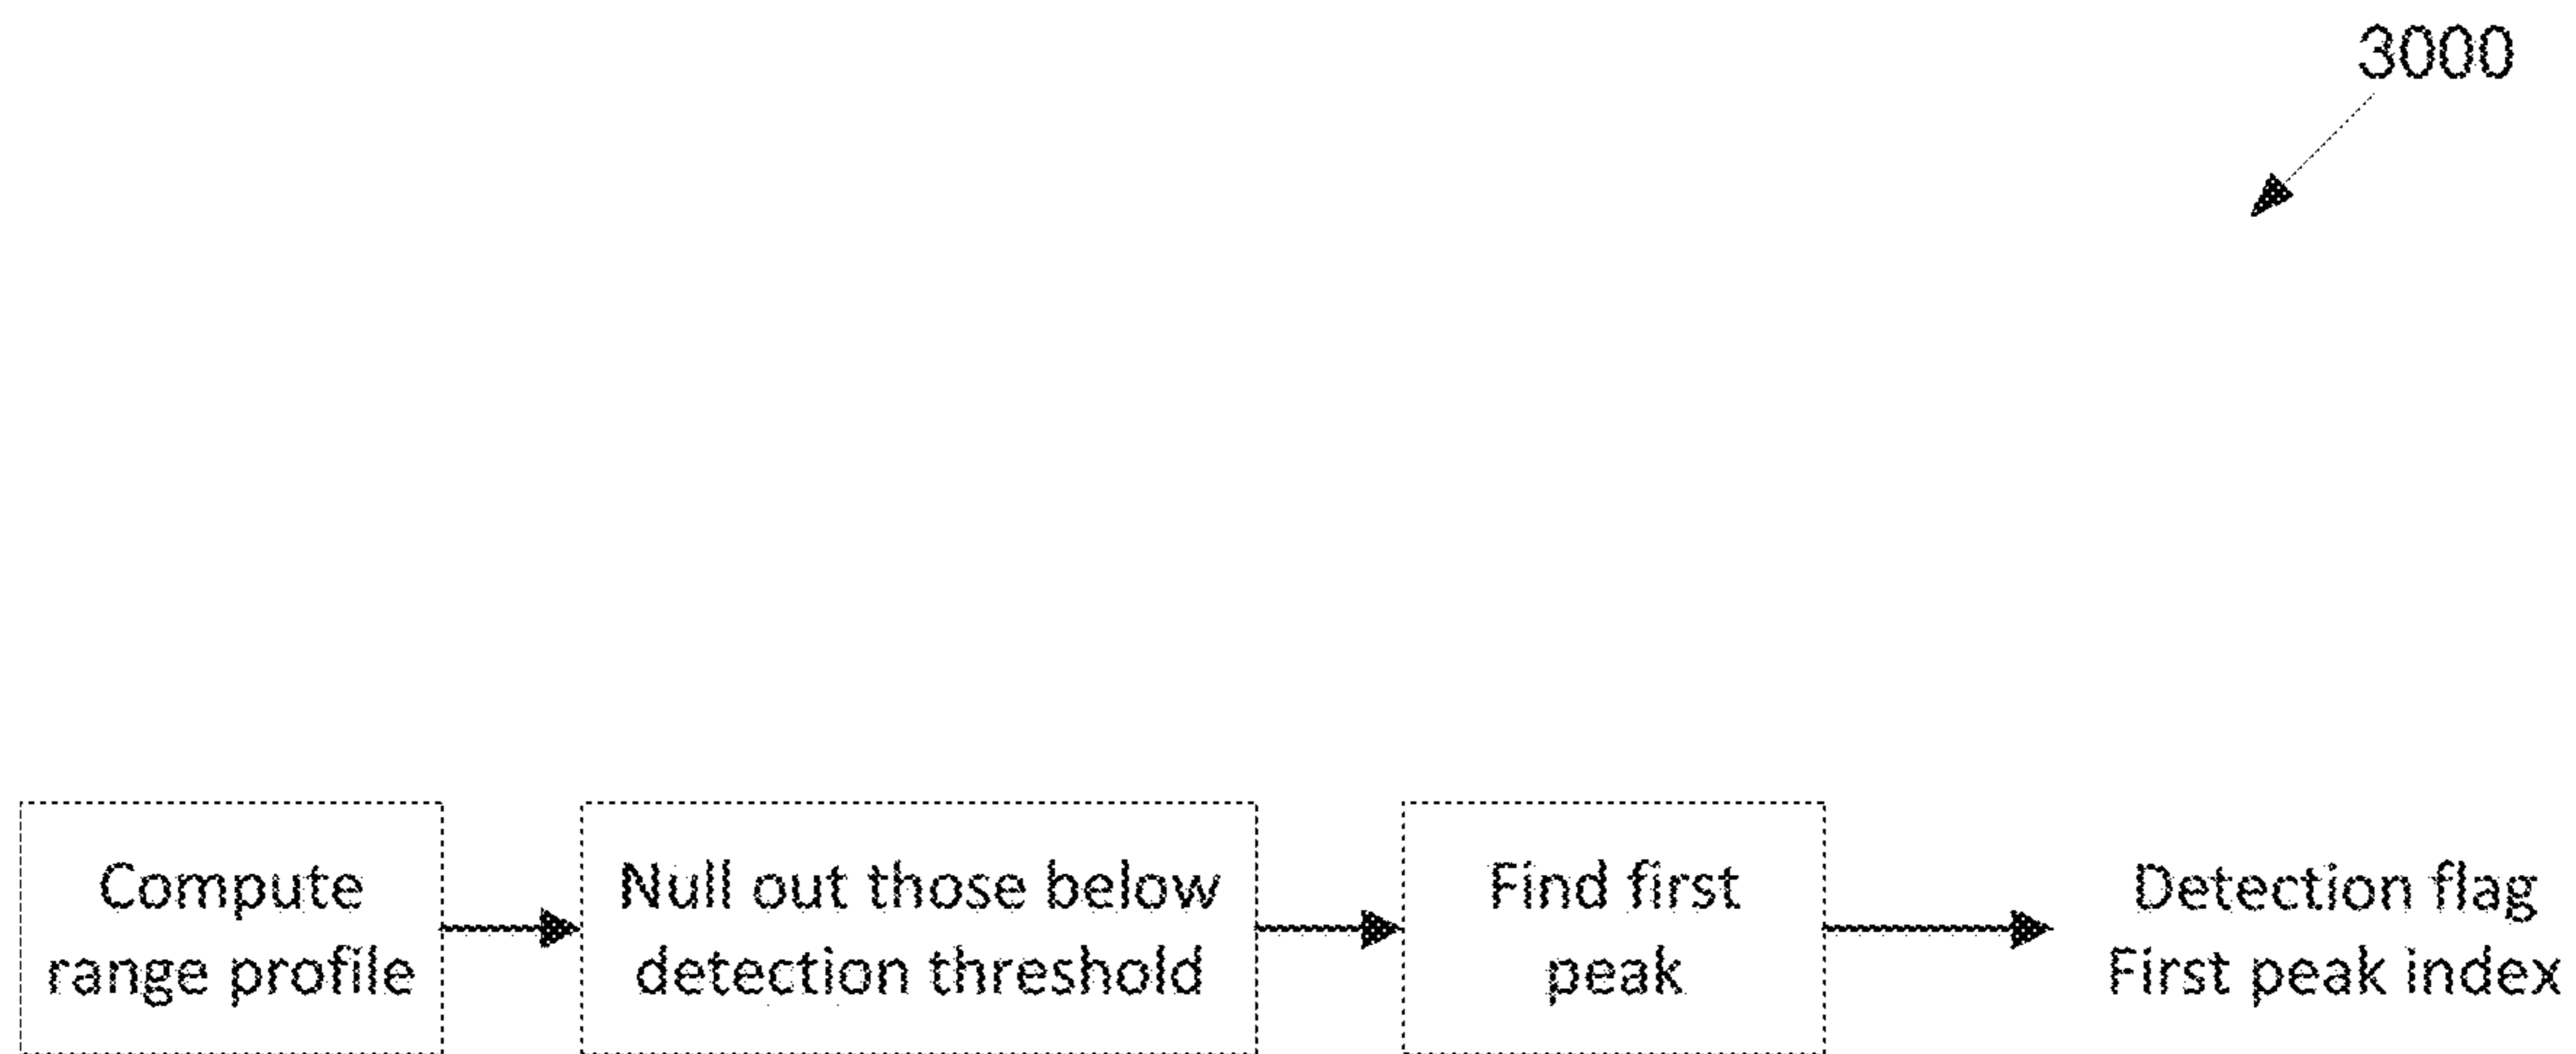 3000
Compute
range profile
Null out those below
detection threshold
Find first
peak
Detection flag
First peak index